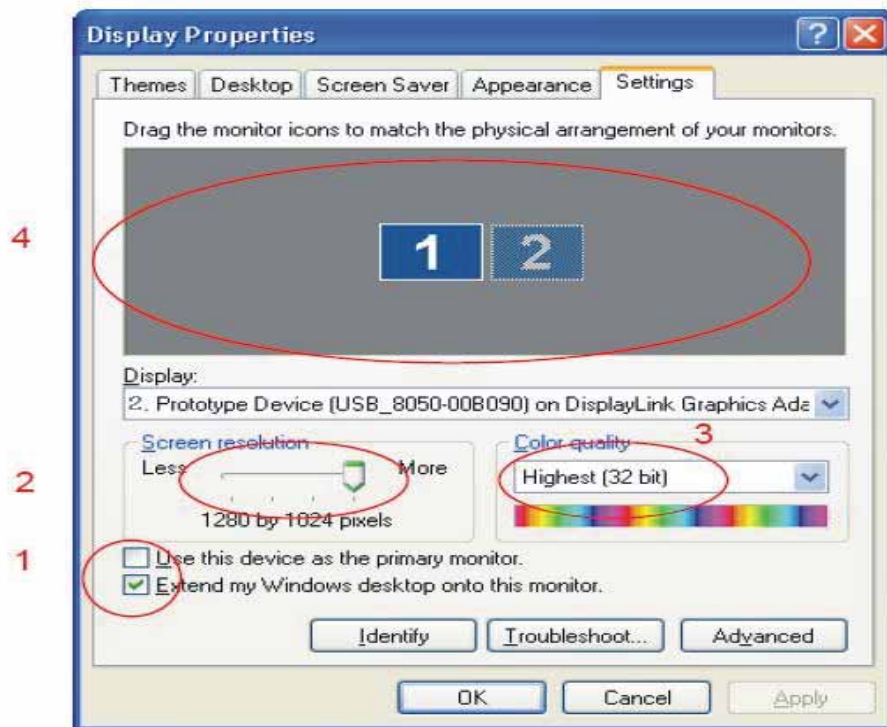 Display Properties
Themes Desktop Screen Saver Appearance Settings
Drag the monitor icons to match the physical arrangement of your monitors.
4
1 2
Display:
2. Prototype Device (USB_8050-00B090) on DisplayLink Graphics Ada
Screen resolution
Less More
1280 by 1024 pixels
2
Color quality
3
Highest (32 bit)
1
Use this device as the primary monitor.
Extend my Windows desktop onto this monitor.
Identify Troubleshoot... Advanced
OK Cancel Apply